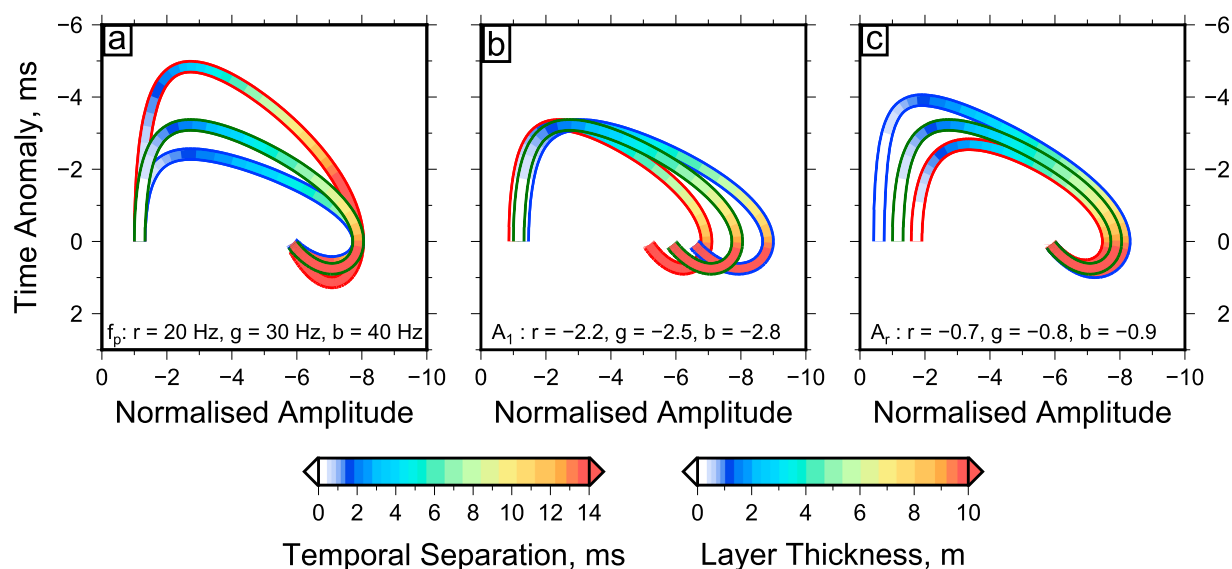 a b c
−6 −6
−4 −4
−2 −2
0 0
2 2
Time Anomaly, ms
fp: r = 20 Hz, g = 30 Hz, b = 40 Hz
A1 : r = −2.2, g = −2.5, b = −2.8
Ar : r = −0.7, g = −0.8, b = −0.9
0 −2 −4 −6 −8 −10
0 −2 −4 −6 −8 −10
0 −2 −4 −6 −8 −10
Normalised Amplitude
Normalised Amplitude
Normalised Amplitude
0 2 4 6 8 10 12 14
Temporal Separation, ms
0 2 4 6 8 10
Layer Thickness, m